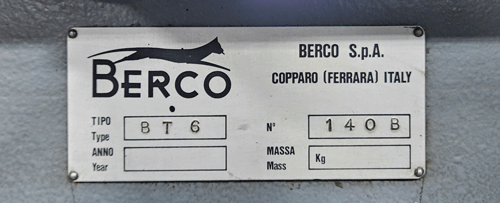 BERCO
BERCO S.p.A.
COPPARO (FERRARA) ITALY
TIPO
Type
BT6
N°
140B
ANNO
Year
MASSA
Mass
Kg